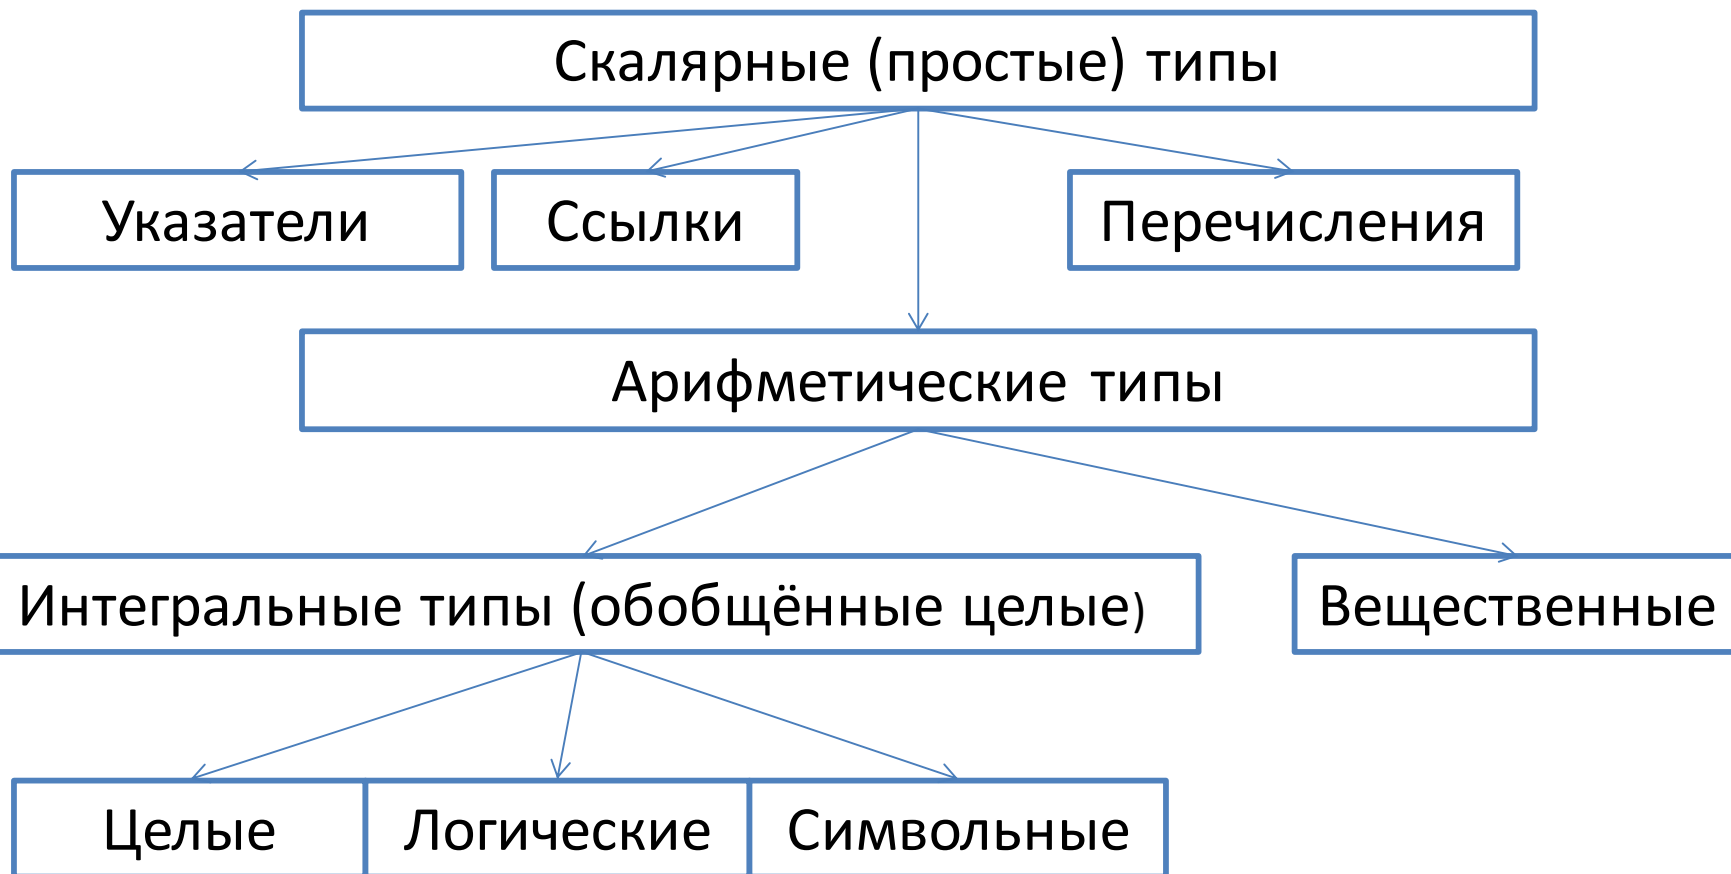 Скалярные (простые) типы
Указатели
Ссылки
Перечисления
Арифметические типы
Интегральные типы (обобщённые целые)
Вещественные
Целые
Логические
Символьные